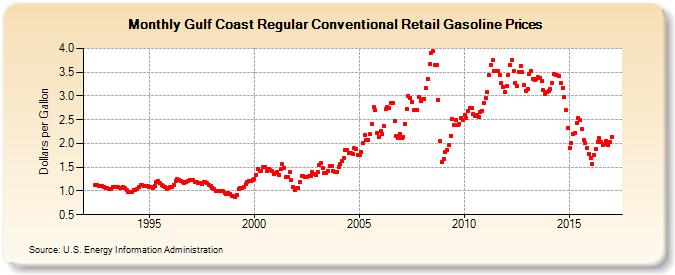 Monthly Gulf Coast Regular Conventional Retail Gasoline Prices
Dollars per Gallon
4.0
3.5
3.0
2.5
2.0
1.5
1.0
0.5
1995 2000 2005 2010 2015
Source: U.S. Energy Information Administration